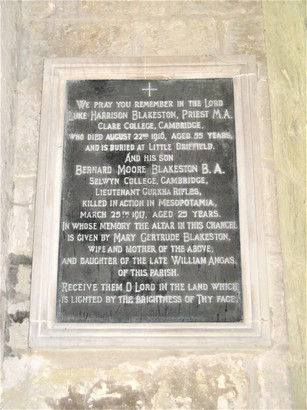 WE PRAY YOU REMEMBER IN THE LORD
LUKE HARRISON BLAKESTON, PRIEST M.A.
CLARE COLLEGE, CAMBRIDGE,
WHO DIED AUGUST 22ND 1916, AGED 59 YEARS,
AND IS BURIED AT LITTLE DRIFFIELD.
AND HIS SON
BERNARD MOORE BLAKESTON B.A.
SELWYN COLLEGE, CAMBRIDGE,
LIEUTENANT GURKHA RIFLES,
KILLED IN ACTION IN MESOPOTAMIA,
MARCH 25TH 1917, AGED 25 YEARS.
IN WHOSE MEMORY THE ALTAR IN THIS CHANCEL
IS GIVEN BY MARY GERTRUDE BLAKESTON,
WIFE AND MOTHER OF THE ABOVE:
AND DAUGHTER OF THE LATE WILLIAM ANGAS,
OF THIS PARISH.
RECEIVE THEM O LORD IN THE LAND WHICH
IS LIGHTED BY THE BRIGHTNESS OF THY FACE.